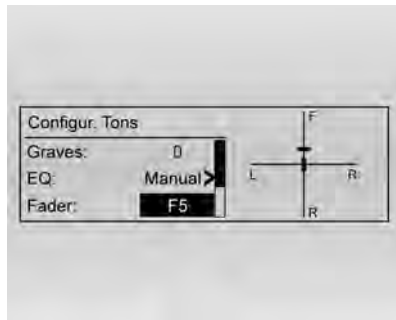 Configur. Tons
Graves: 0
EQ: Manual >
Fader: F5
F
L R
R